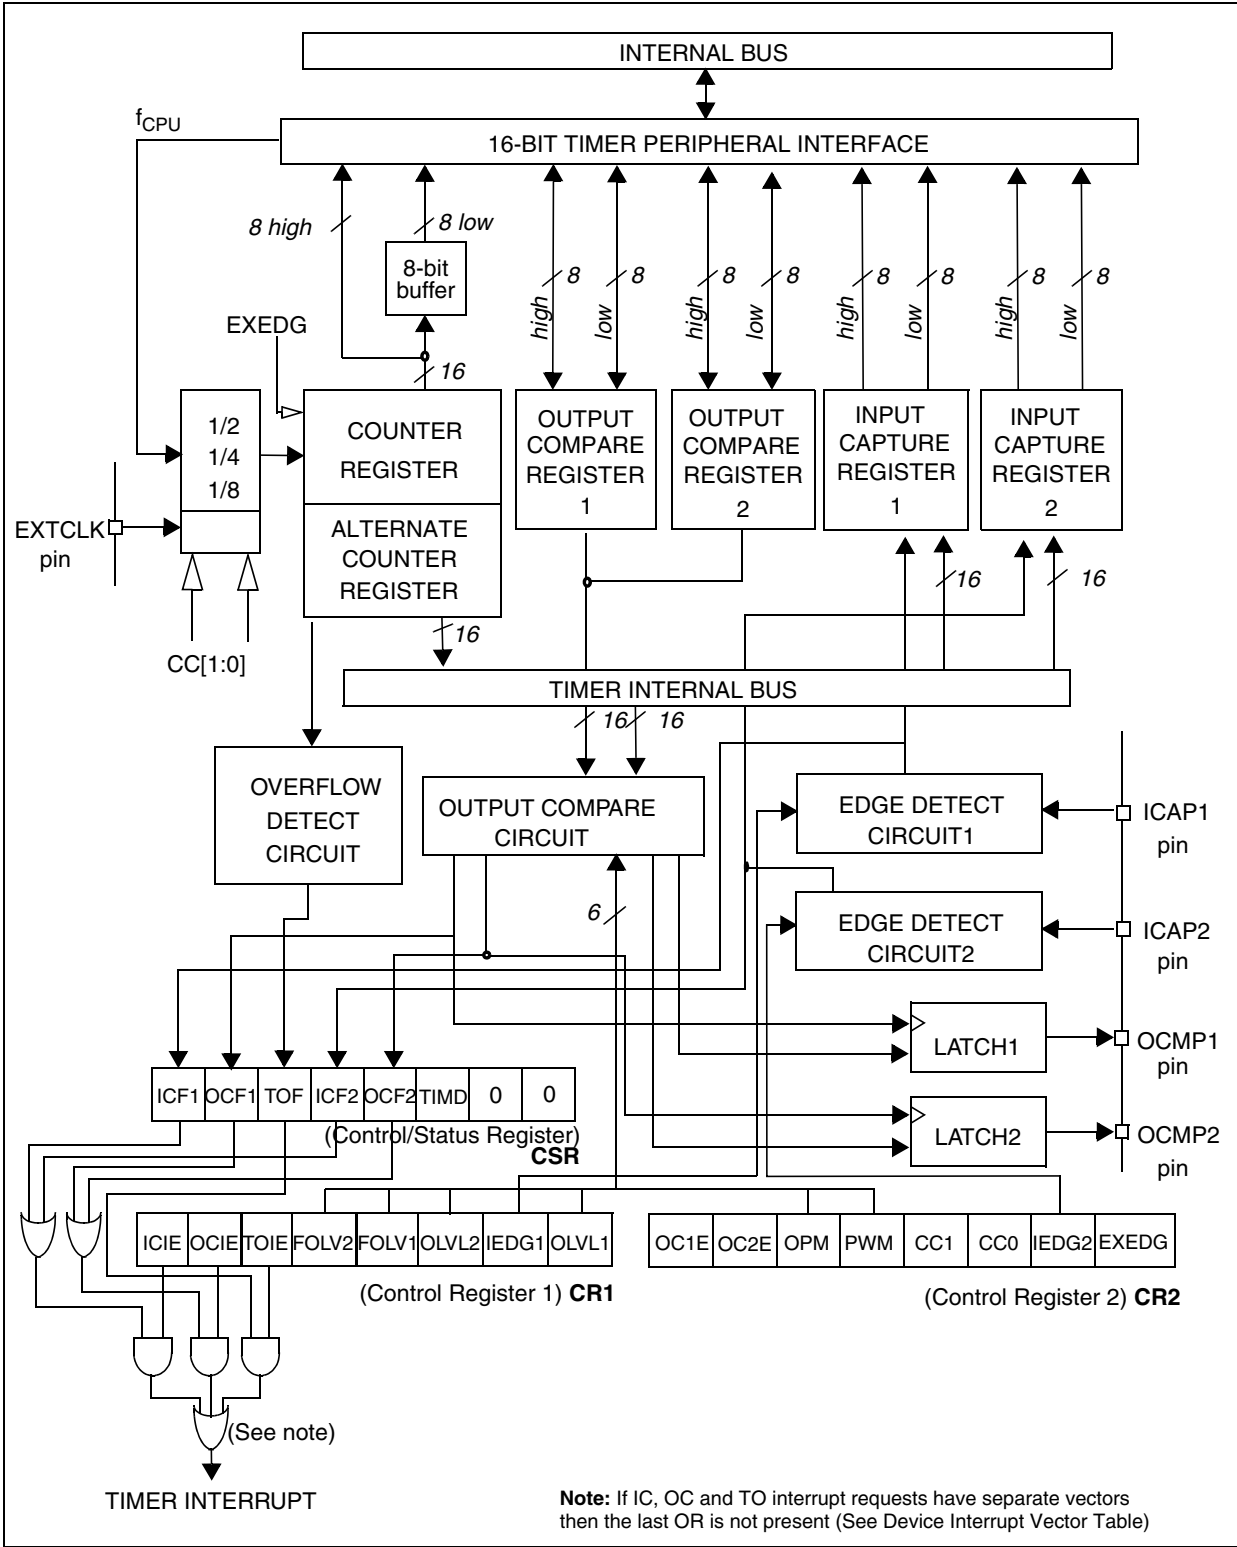 INTERNAL BUS
fCPU
16-BIT TIMER PERIPHERAL INTERFACE
8 high
8 low
8-bit
buffer
high
8
low
8
high
8
low
8
high
8
low
8
high
8
low
8
EXEDG
16
1/2
1/4
1/8
COUNTER
REGISTER
OUTPUT
COMPARE
REGISTER
1
OUTPUT
COMPARE
REGISTER
2
INPUT
CAPTURE
REGISTER
1
INPUT
CAPTURE
REGISTER
2
EXTCLK
pin
ALTERNATE
COUNTER
REGISTER
16
16
16
CC[1:0]
TIMER INTERNAL BUS
16
16
OVERFLOW
DETECT
CIRCUIT
OUTPUT COMPARE
CIRCUIT
EDGE DETECT
CIRCUIT1
ICAP1
pin
6
EDGE DETECT
CIRCUIT2
ICAP2
pin
LATCH1
OCMP1
pin
ICF1 OCF1 TOF ICF2 OCF2 TIMD 0 0
(Control/Status Register)
CSR
LATCH2
OCMP2
pin
ICIE OCIE TOIE FOLV2 FOLV1 OLVL2 IEDG1 OLVL1
(Control Register 1) CR1
OC1E OC2E OPM PWM CC1 CC0 IEDG2 EXEDG
(Control Register 2) CR2
(See note)
TIMER INTERRUPT
Note: If IC, OC and TO interrupt requests have separate vectors
then the last OR is not present (See Device Interrupt Vector Table)